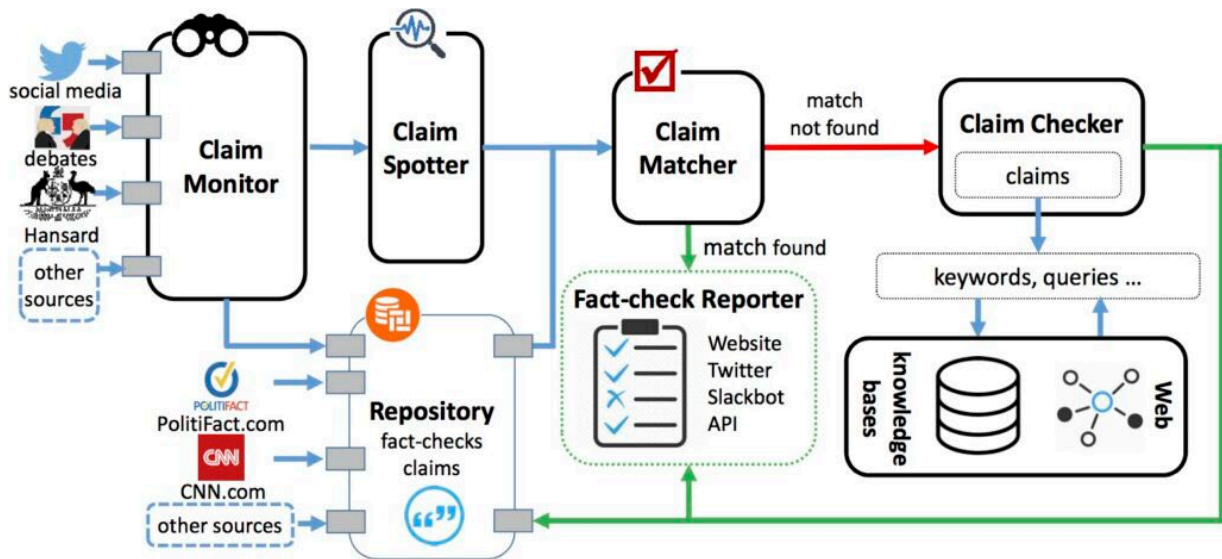 social media
debates
Hansard
other
sources
Claim
Monitor
Claim
Spotter
Claim
Matcher
match
not found
Claim Checker
claims
match found
keywords, queries ...
knowledge
bases
Web
Fact-check Reporter
Website
Twitter
Slackbot
API
POLITIFACT
PolitiFact.com
CNN
CNN.com
other sources
Repository
fact-checks
claims